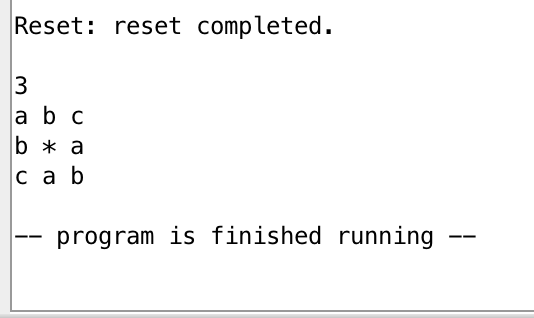 Reset: reset completed.
3
a b c
b * a
c a b
-- program is finished running --